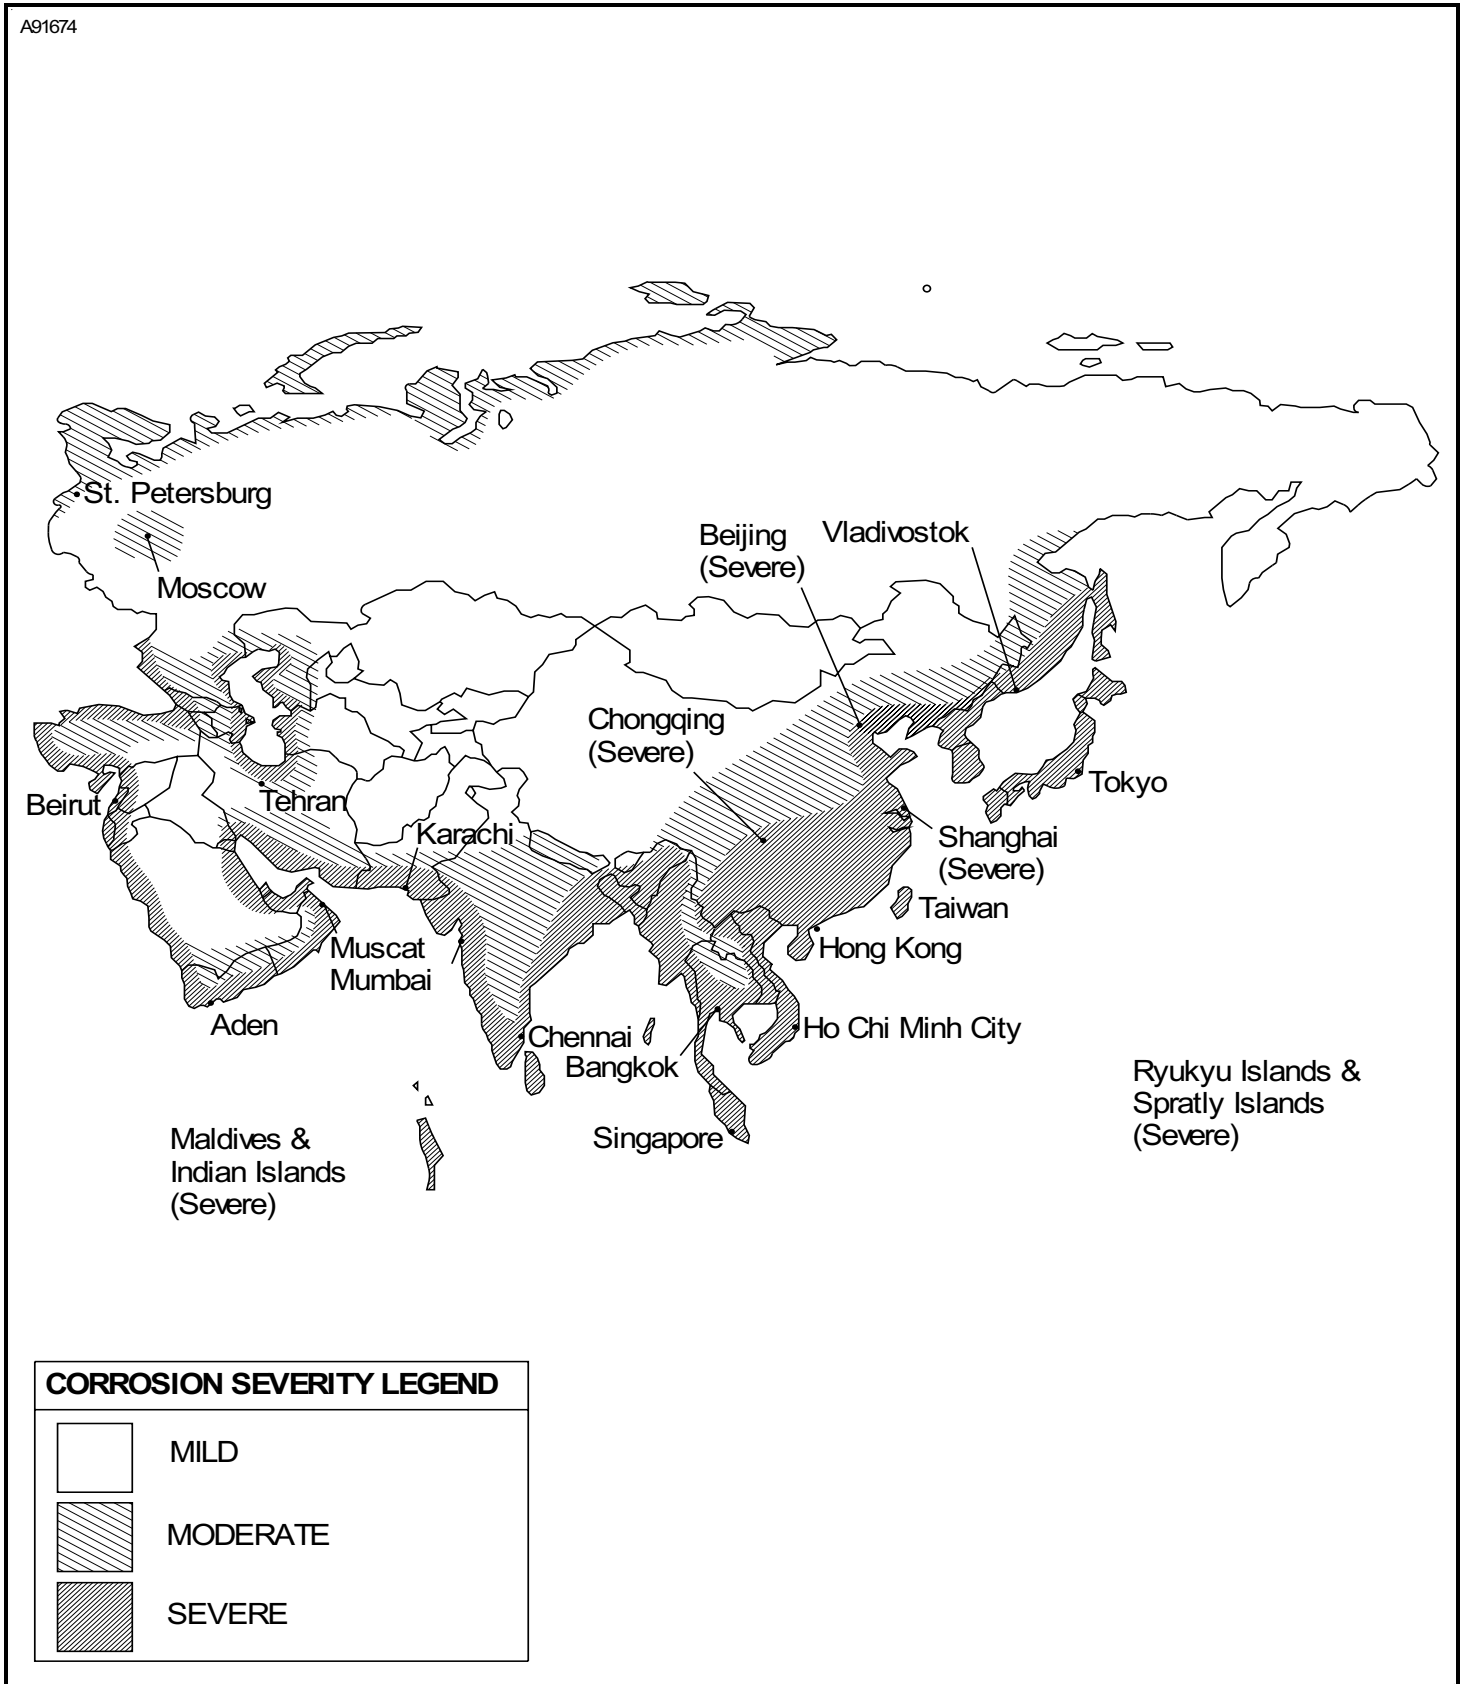 A91674
St. Petersburg
Moscow
Beijing
(Severe)
Vladivostok
Chongqing
(Severe)
Beirut
Tehran
Karachi
Tokyo
Shanghai
(Severe)
Taiwan
Hong Kong
Muscat
Mumbai
Aden
Chennai
Bangkok
Ho Chi Minh City
Singapore
Ryukyu Islands &
Spratly Islands
(Severe)
Maldives &
Indian Islands
(Severe)
CORROSION SEVERITY LEGEND
MILD
MODERATE
SEVERE